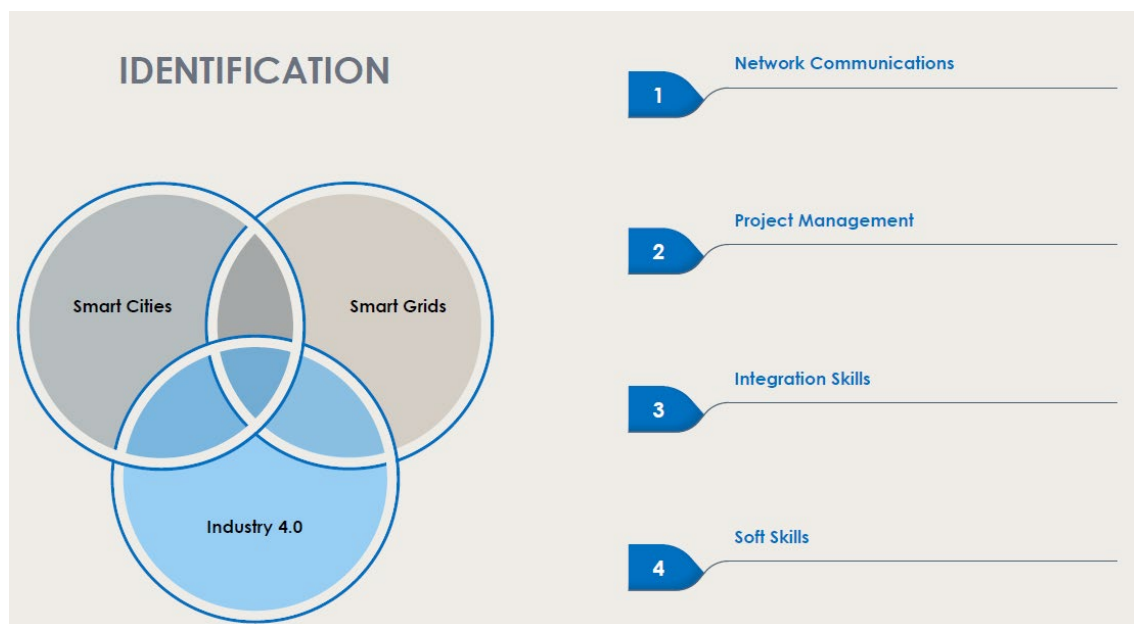 IDENTIFICATION
Smart Cities
Smart Grids
Industry 4.0
1
Network Communications
2
Project Management
3
Integration Skills
4
Soft Skills